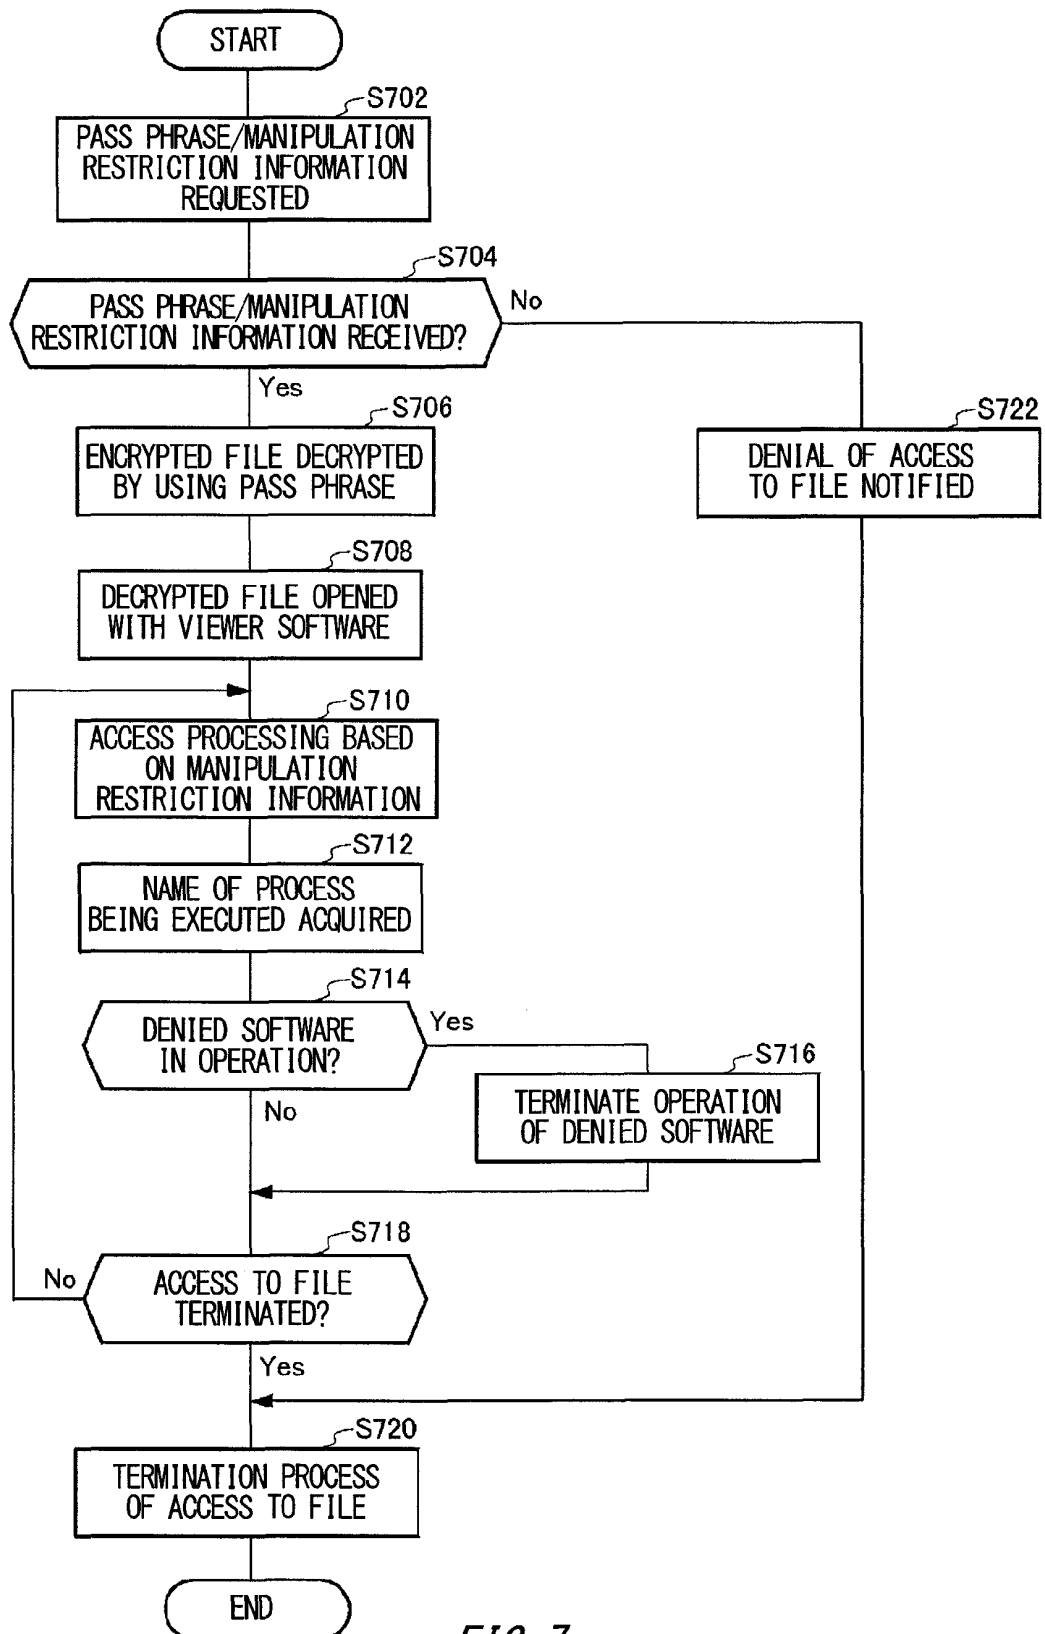 START
S702
PASS PHRASE/MANIPULATION
RESTRICTION INFORMATION
REQUESTED
S704
PASS PHRASE/MANIPULATION
RESTRICTION INFORMATION RECEIVED?
No
Yes
S706
ENCRYPTED FILE DECRYPTED
BY USING PASS PHRASE
S722
DENIAL OF ACCESS
TO FILE NOTIFIED
S708
DECRYPTED FILE OPENED
WITH VIEWER SOFTWARE
S710
ACCESS PROCESSING BASED
ON MANIPULATION
RESTRICTION INFORMATION
S712
NAME OF PROCESS
BEING EXECUTED ACQUIRED
S714
DENIED SOFTWARE
IN OPERATION?
Yes
No
S716
TERMINATE OPERATION
OF DENIED SOFTWARE
S718
ACCESS TO FILE
TERMINATED?
No
Yes
S720
TERMINATION PROCESS
OF ACCESS TO FILE
END
FIG. 7